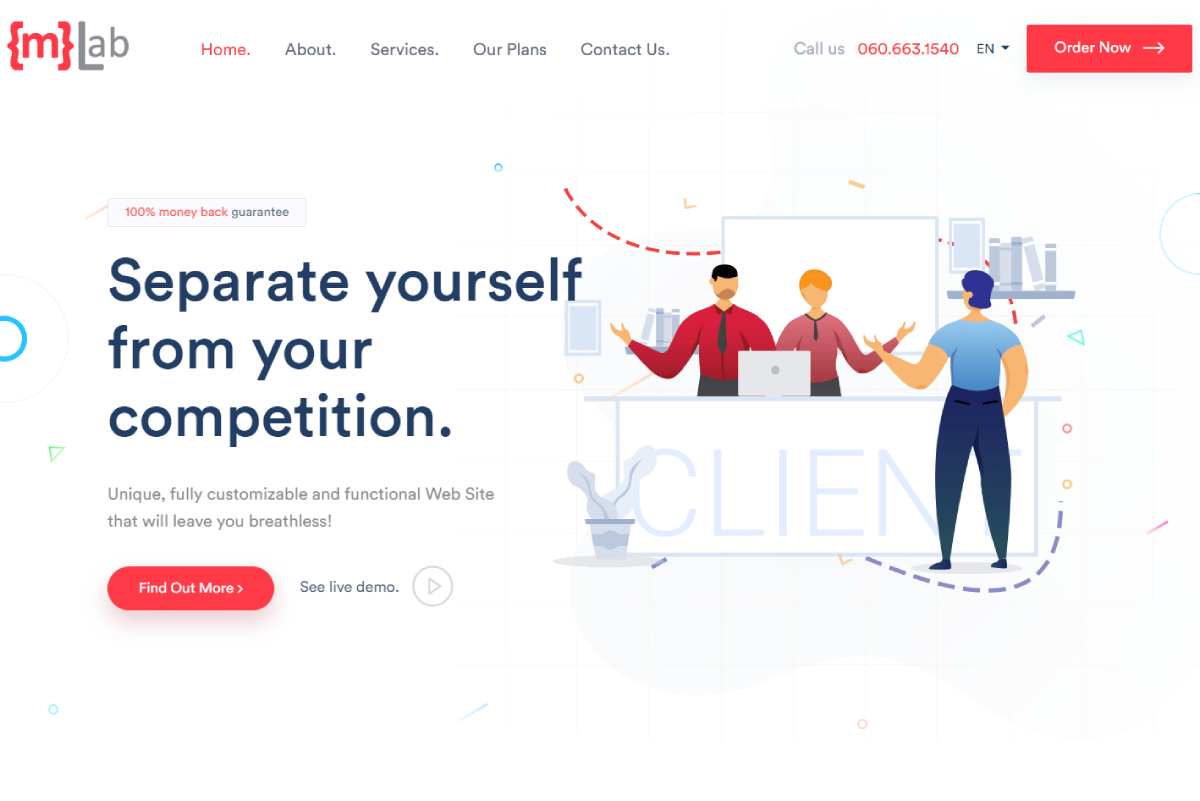 {m}Lab
Home.
About.
Services.
Our Plans
Contact Us.
Call us 060.663.1540
EN
Order Now
100% money back guarantee
Separate yourself
from your
competition.
Unique, fully customizable and functional Web Site
that will leave you breathless!
Find Out More >
See live demo.
CLIENT